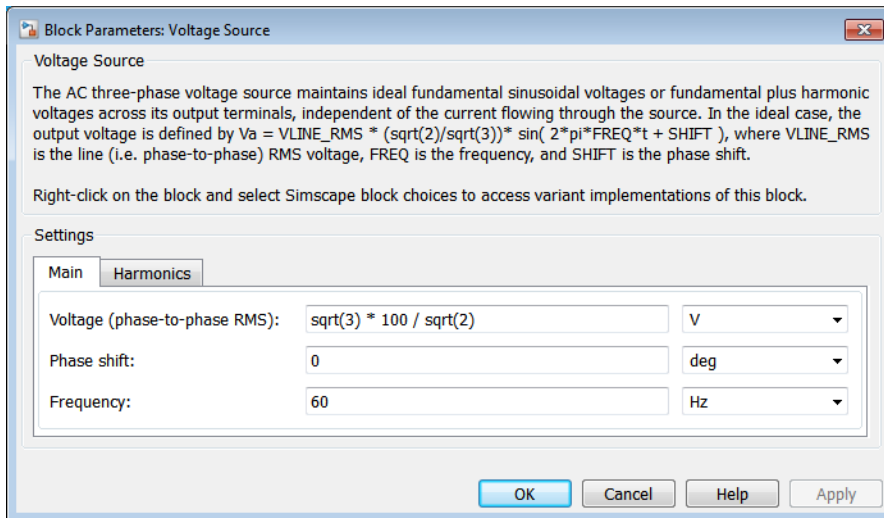 Block Parameters: Voltage Source
Voltage Source
The AC three-phase voltage source maintains ideal fundamental sinusoidal voltages or fundamental plus harmonic
voltages across its output terminals, independent of the current flowing through the source. In the ideal case, the
output voltage is defined by Va = VLINE_RMS * (sqrt(2)/sqrt(3))* sin( 2*pi*FREQ*t + SHIFT ), where VLINE_RMS
is the line (i.e. phase-to-phase) RMS voltage, FREQ is the frequency, and SHIFT is the phase shift.
Right-click on the block and select Simscape block choices to access variant implementations of this block.
Settings
Main Harmonics
Voltage (phase-to-phase RMS): sqrt(3) * 100 / sqrt(2) V
Phase shift: 0 deg
Frequency: 60 Hz
OK Cancel Help Apply